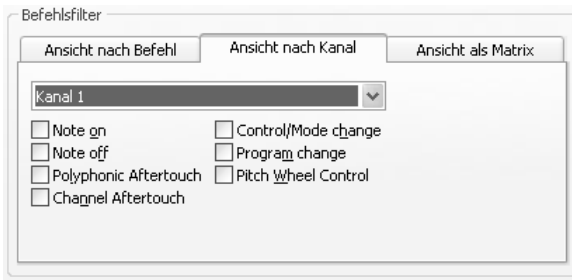 Befehlsfilter
Ansicht nach Befehl Ansicht nach Kanal Ansicht als Matrix
Kanal 1
Note on Control/Mode change
Note off Program change
Polyphonic Aftertouch Pitch Wheel Control
Channel Aftertouch